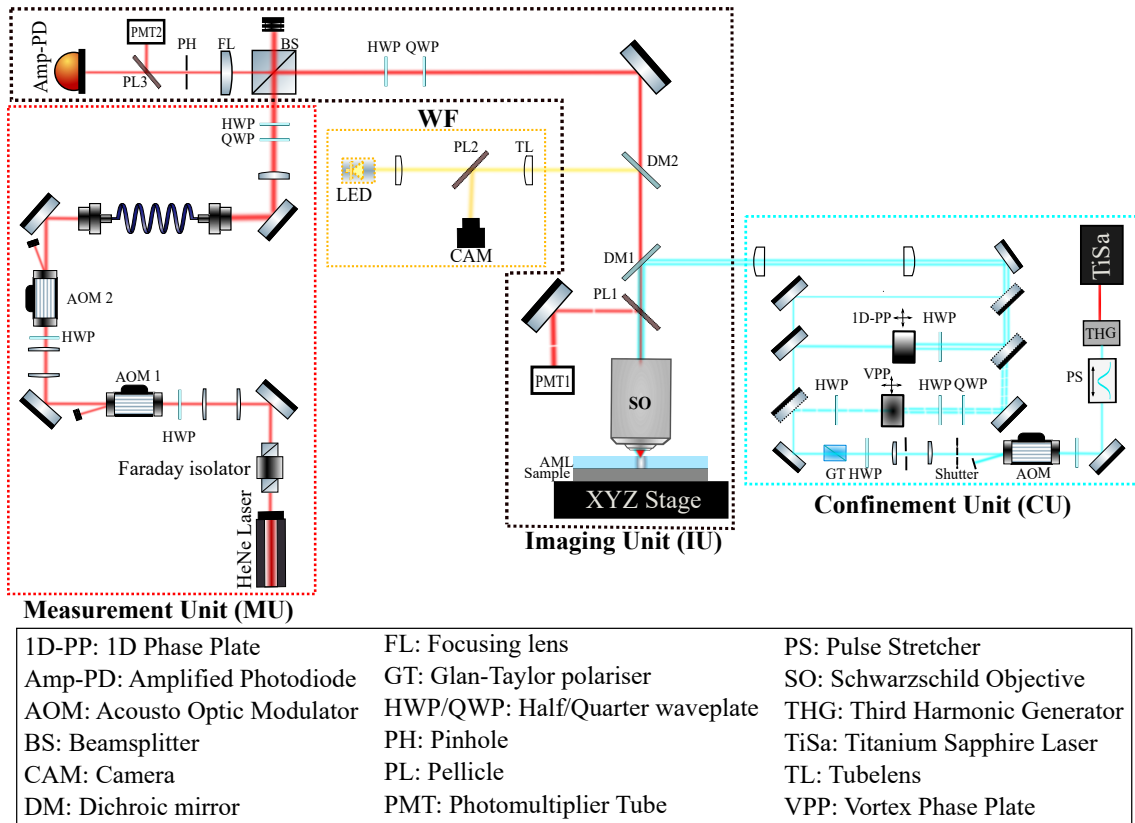 Amp-PD
PMT2
PH
FL
BS
PL3
HWP
QWP
HWP
QWP
WF
PL2
TL
LED
CAM
DM2
DM1
PL1
PMT1
SO
AML
Sample
XYZ Stage
Imaging Unit (IU)
AOM 2
HWP
AOM 1
HWP
Faraday isolator
HeNe Laser
Measurement Unit (MU)
TiSa
THG
PS
1D-PP
HWP
VPP
HWP
HWP
QWP
GT
HWP
Shutter
AOM
Confinement Unit (CU)
1D-PP: 1D Phase Plate
Amp-PD: Amplified Photodiode
AOM: Acousto Optic Modulator
BS: Beamsplitter
CAM: Camera
DM: Dichroic mirror
FL: Focusing lens
GT: Glan-Taylor polariser
HWP/QWP: Half/Quarter waveplate
PH: Pinhole
PL: Pellicle
PMT: Photomultiplier Tube
PS: Pulse Stretcher
SO: Schwarzschild Objective
THG: Third Harmonic Generator
TiSa: Titanium Sapphire Laser
TL: Tubelens
VPP: Vortex Phase Plate